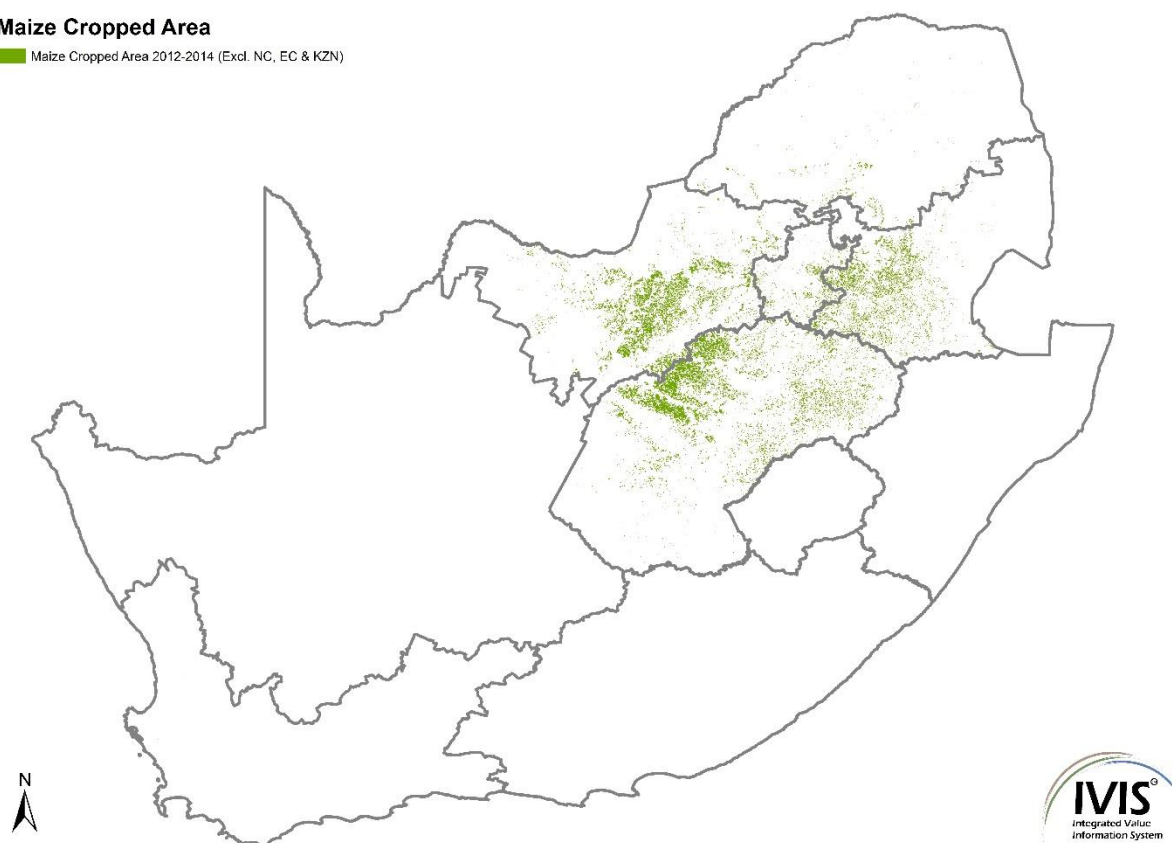 Maize Cropped Area
Maize Cropped Area 2012-2014 (Excl. NC, EC & KZN)
N
IVIS
Integrated Value
Information System